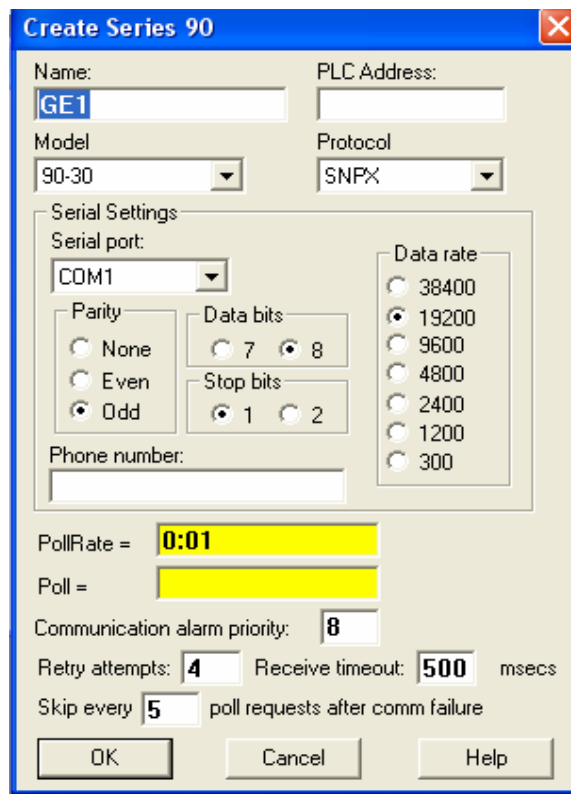 Create Series 90
Name: PLC Address:
GE1
Model Protocol
90-30 SNPX
Serial Settings
Serial port:
COM1
Data rate
38400
19200
9600
4800
2400
1200
300
Parity
None
Even
Odd
Data bits
7 8
Stop bits
1 2
Phone number:
PollRate = 0:01
Poll =
Communication alarm priority: 8
Retry attempts: 4 Receive timeout: 500 msecs
Skip every 5 poll requests after comm failure
OK Cancel Help